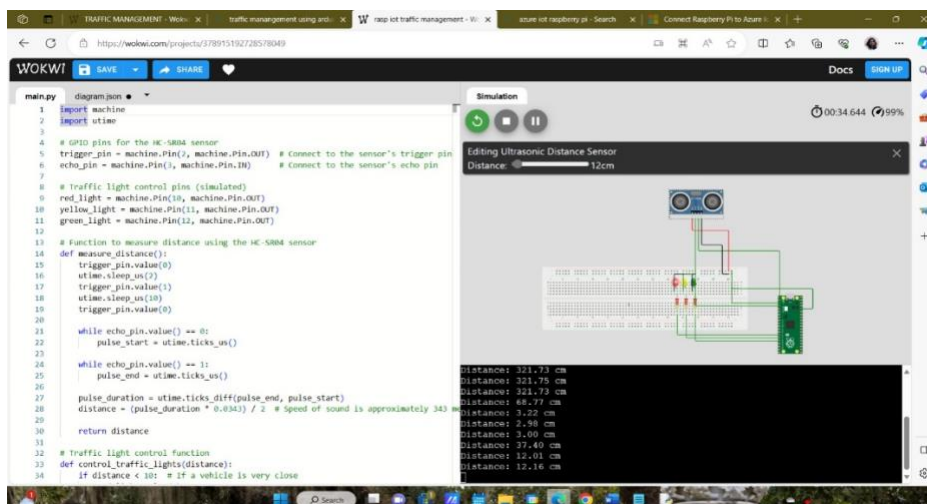 TRAFFIC MANAGEMENT - Wokwi
traffic manangement using ardu
rasp iot traffic management - W
azure iot raspberry pi - Search
Connect Raspberry Pi to Azure I
https://wokwi.com/projects/378915192728578049
WOKWI SAVE SHARE Docs SIGN UP
main.py diagram.json
1 import machine
2 import utime
3
4 # GPIO pins for the HC-SR04 sensor
5 trigger_pin = machine.Pin(2, machine.Pin.OUT) # Connect to the sensor's trigger pin
6 echo_pin = machine.Pin(3, machine.Pin.IN) # Connect to the sensor's echo pin
7
8 # Traffic light control pins (simulated)
9 red_light = machine.Pin(10, machine.Pin.OUT)
10 yellow_light = machine.Pin(11, machine.Pin.OUT)
11 green_light = machine.Pin(12, machine.Pin.OUT)
12
13 # Function to measure distance using the HC-SR04 sensor
14 def measure_distance():
15 trigger_pin.value(0)
16 utime.sleep_us(2)
17 trigger_pin.value(1)
18 utime.sleep_us(10)
19 trigger_pin.value(0)
20
21 while echo_pin.value() == 0:
22 pulse_start = utime.ticks_us()
23
24 while echo_pin.value() == 1:
25 pulse_end = utime.ticks_us()
26
27 pulse_duration = utime.ticks_diff(pulse_end, pulse_start)
28 distance = (pulse_duration * 0.0343) / 2 # Speed of sound is approximately 343 me
29
30 return distance
31
32 # Traffic light control function
33 def control_traffic_lights(distance):
34 if distance < 10: # If a vehicle is very close
Simulation
00:34.644 99%
Editing Ultrasonic Distance Sensor
Distance: 12cm
Distance: 321.73 cm
Distance: 321.75 cm
Distance: 321.73 cm
Distance: 68.77 cm
Distance: 3.22 cm
Distance: 2.98 cm
Distance: 3.00 cm
Distance: 37.40 cm
Distance: 12.01 cm
Distance: 12.16 cm
Search